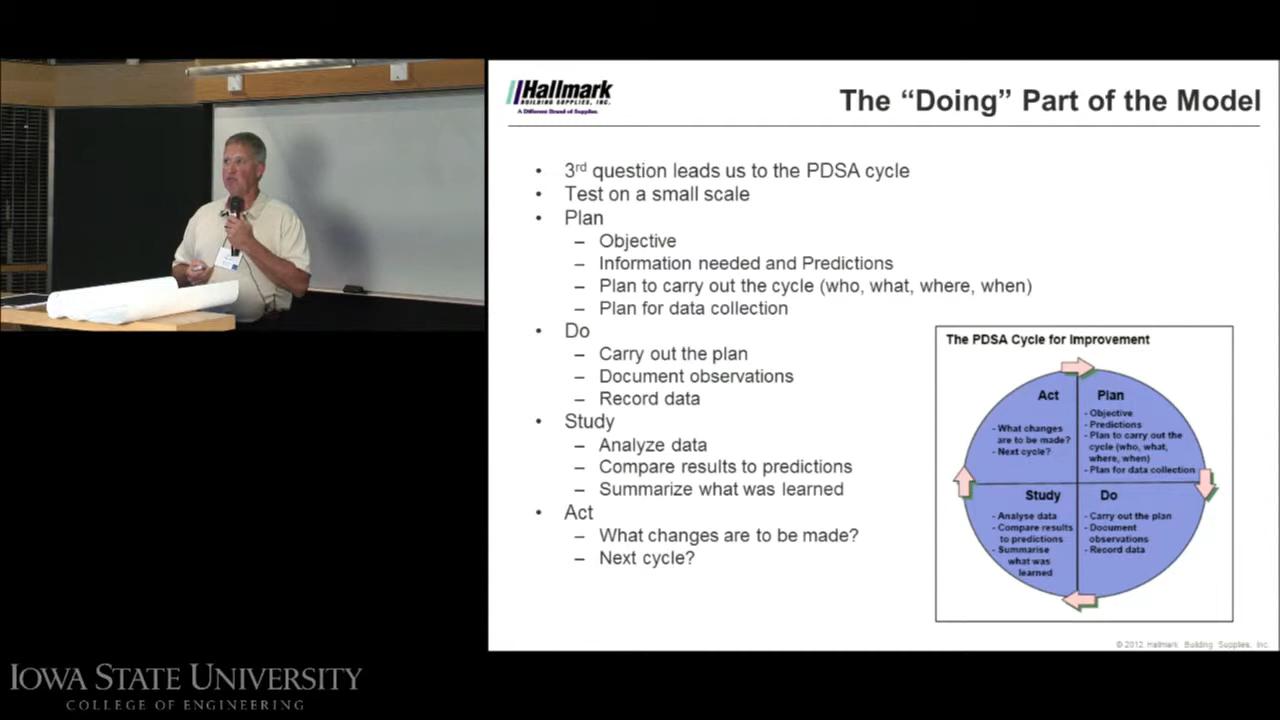 Hallmark
BUILDING SUPPLIES, INC.
A Different Brand of Supplier.
The “Doing” Part of the Model
• 3rd question leads us to the PDSA cycle
• Test on a small scale
• Plan
– Objective
– Information needed and Predictions
– Plan to carry out the cycle (who, what, where, when)
– Plan for data collection
• Do
– Carry out the plan
– Document observations
– Record data
• Study
– Analyze data
– Compare results to predictions
– Summarize what was learned
• Act
– What changes are to be made?
– Next cycle?
The PDSA Cycle for Improvement
Act
- What changes
are to be made?
- Next cycle?
Plan
- Objective
- Predictions
- Plan to carry out the
cycle (who, what,
where, when)
- Plan for data collection
Study
- Analyse data
- Compare results
to predictions
- Summarise
what was
learned
Do
- Carry out the plan
- Document
observations
- Record data
© 2012 Hallmark Building Supplies, Inc.
IOWA STATE UNIVERSITY
COLLEGE OF ENGINEERING